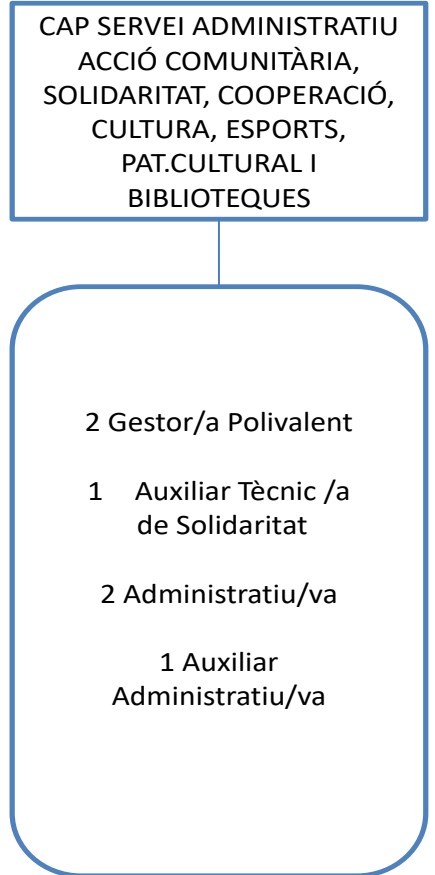 CAP SERVEI ADMINISTRATIU
ACCIÓ COMUNITÀRIA,
SOLIDARITAT, COOPERACIÓ,
CULTURA, ESPORTS,
PAT.CULTURAL I
BIBLIOTEQUES
2 Gestor/a Polivalent
1 Auxiliar Tècnic /a
de Solidaritat
2 Administratiu/va
1 Auxiliar
Administratiu/va